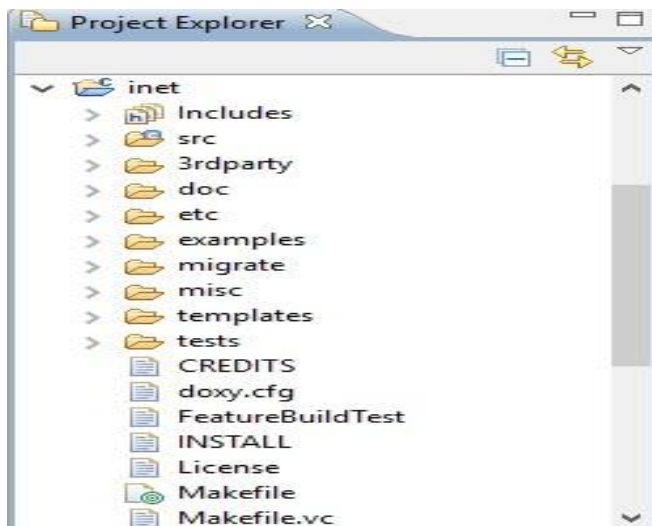 Project Explorer
inet
Includes
src
3rdparty
doc
etc
examples
migrate
misc
templates
tests
CREDITS
doxy.cfg
FeatureBuildTest
INSTALL
License
Makefile
Makefile.vc